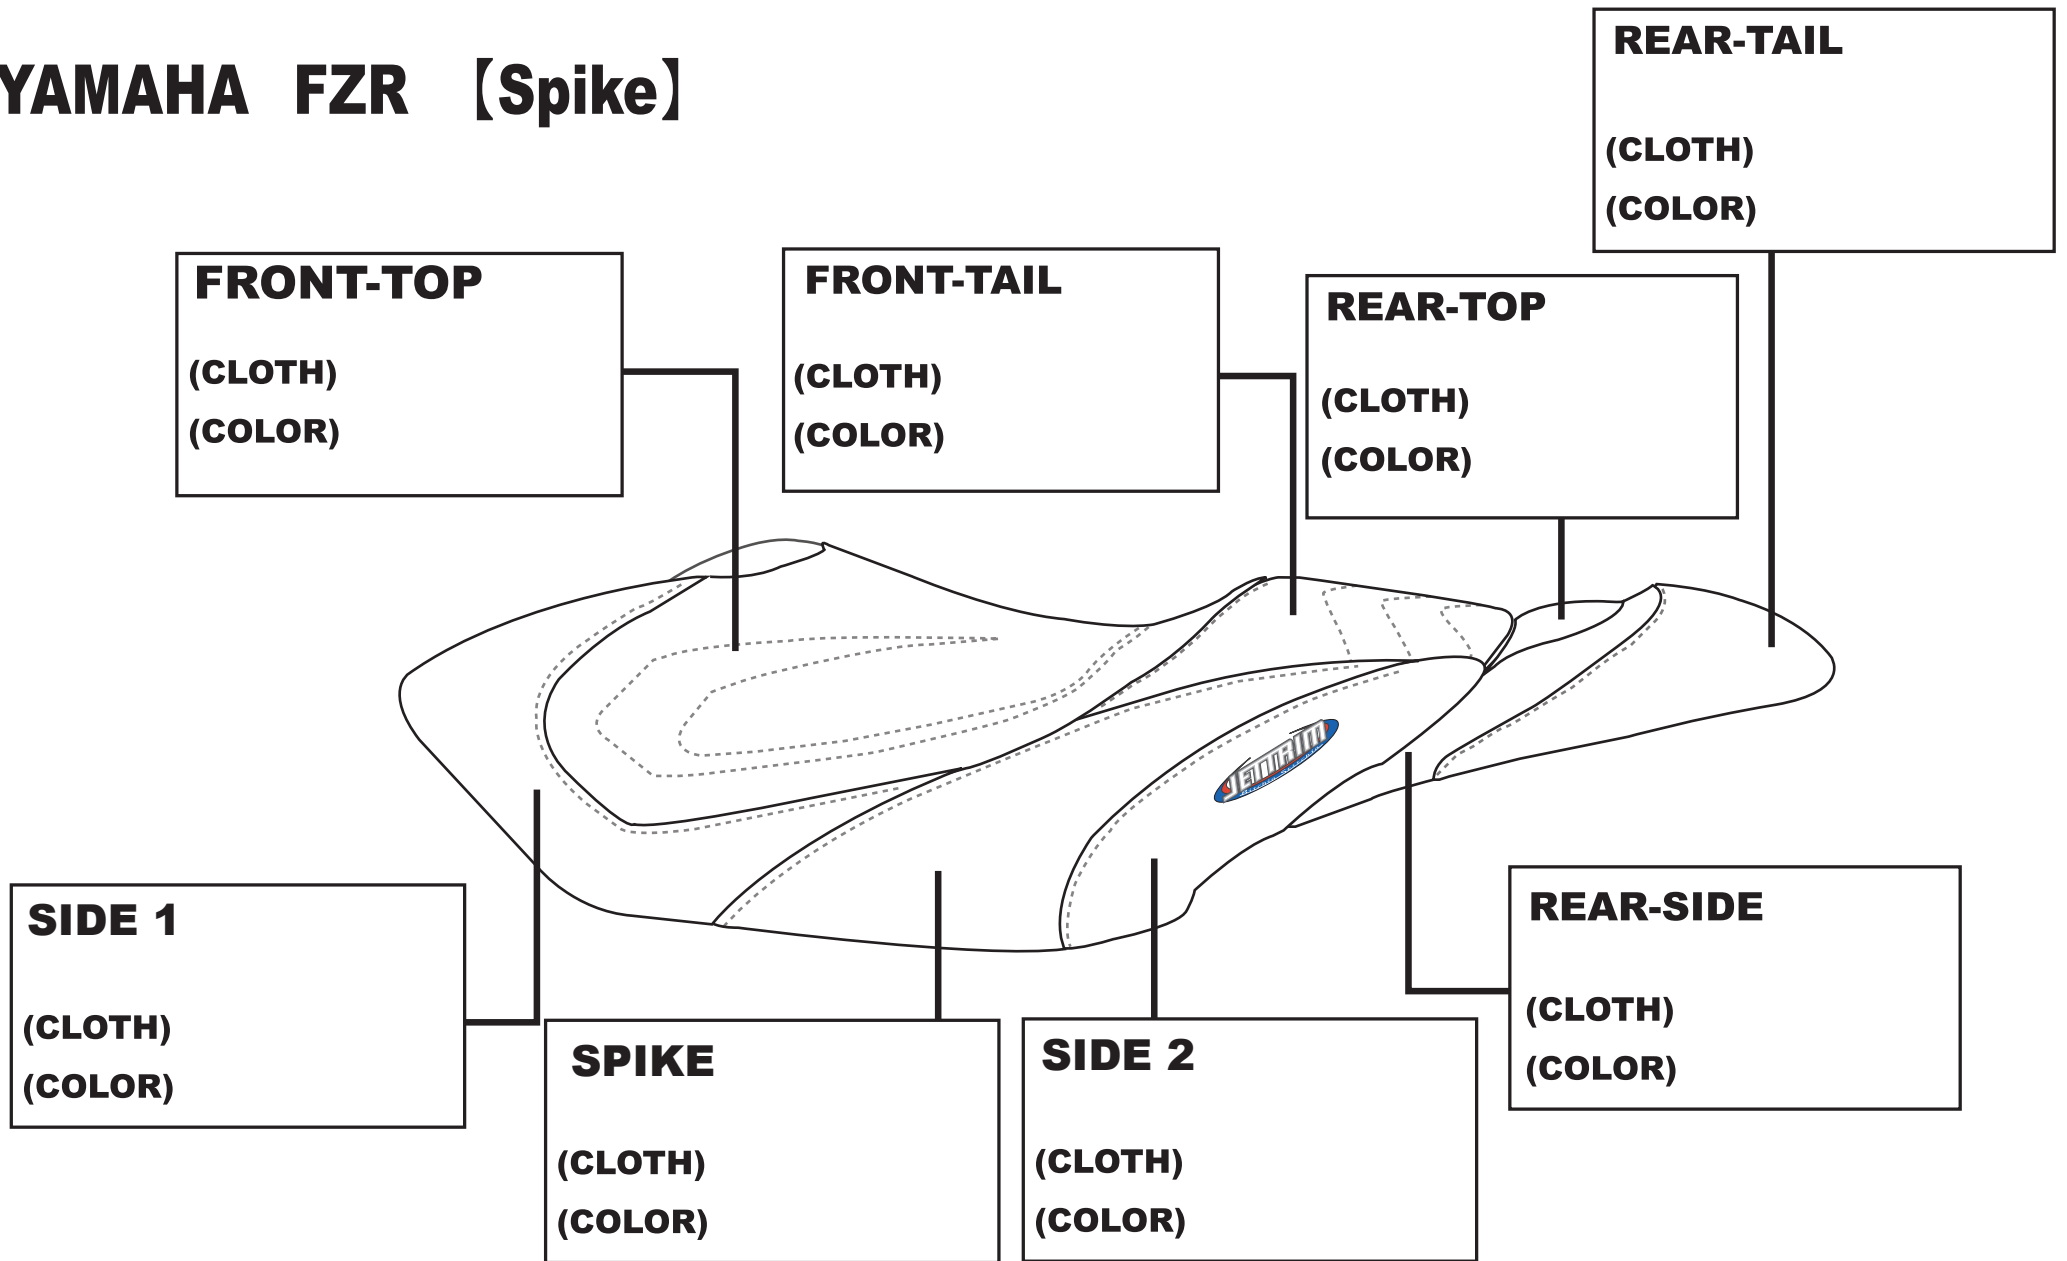 YAMAHA FZR 【Spike】
REAR-TAIL
(CLOTH)
(COLOR)
FRONT-TOP
(CLOTH)
(COLOR)
FRONT-TAIL
(CLOTH)
(COLOR)
REAR-TOP
(CLOTH)
(COLOR)
JETTRIM
SIDE 1
(CLOTH)
(COLOR)
SPIKE
(CLOTH)
(COLOR)
SIDE 2
(CLOTH)
(COLOR)
REAR-SIDE
(CLOTH)
(COLOR)